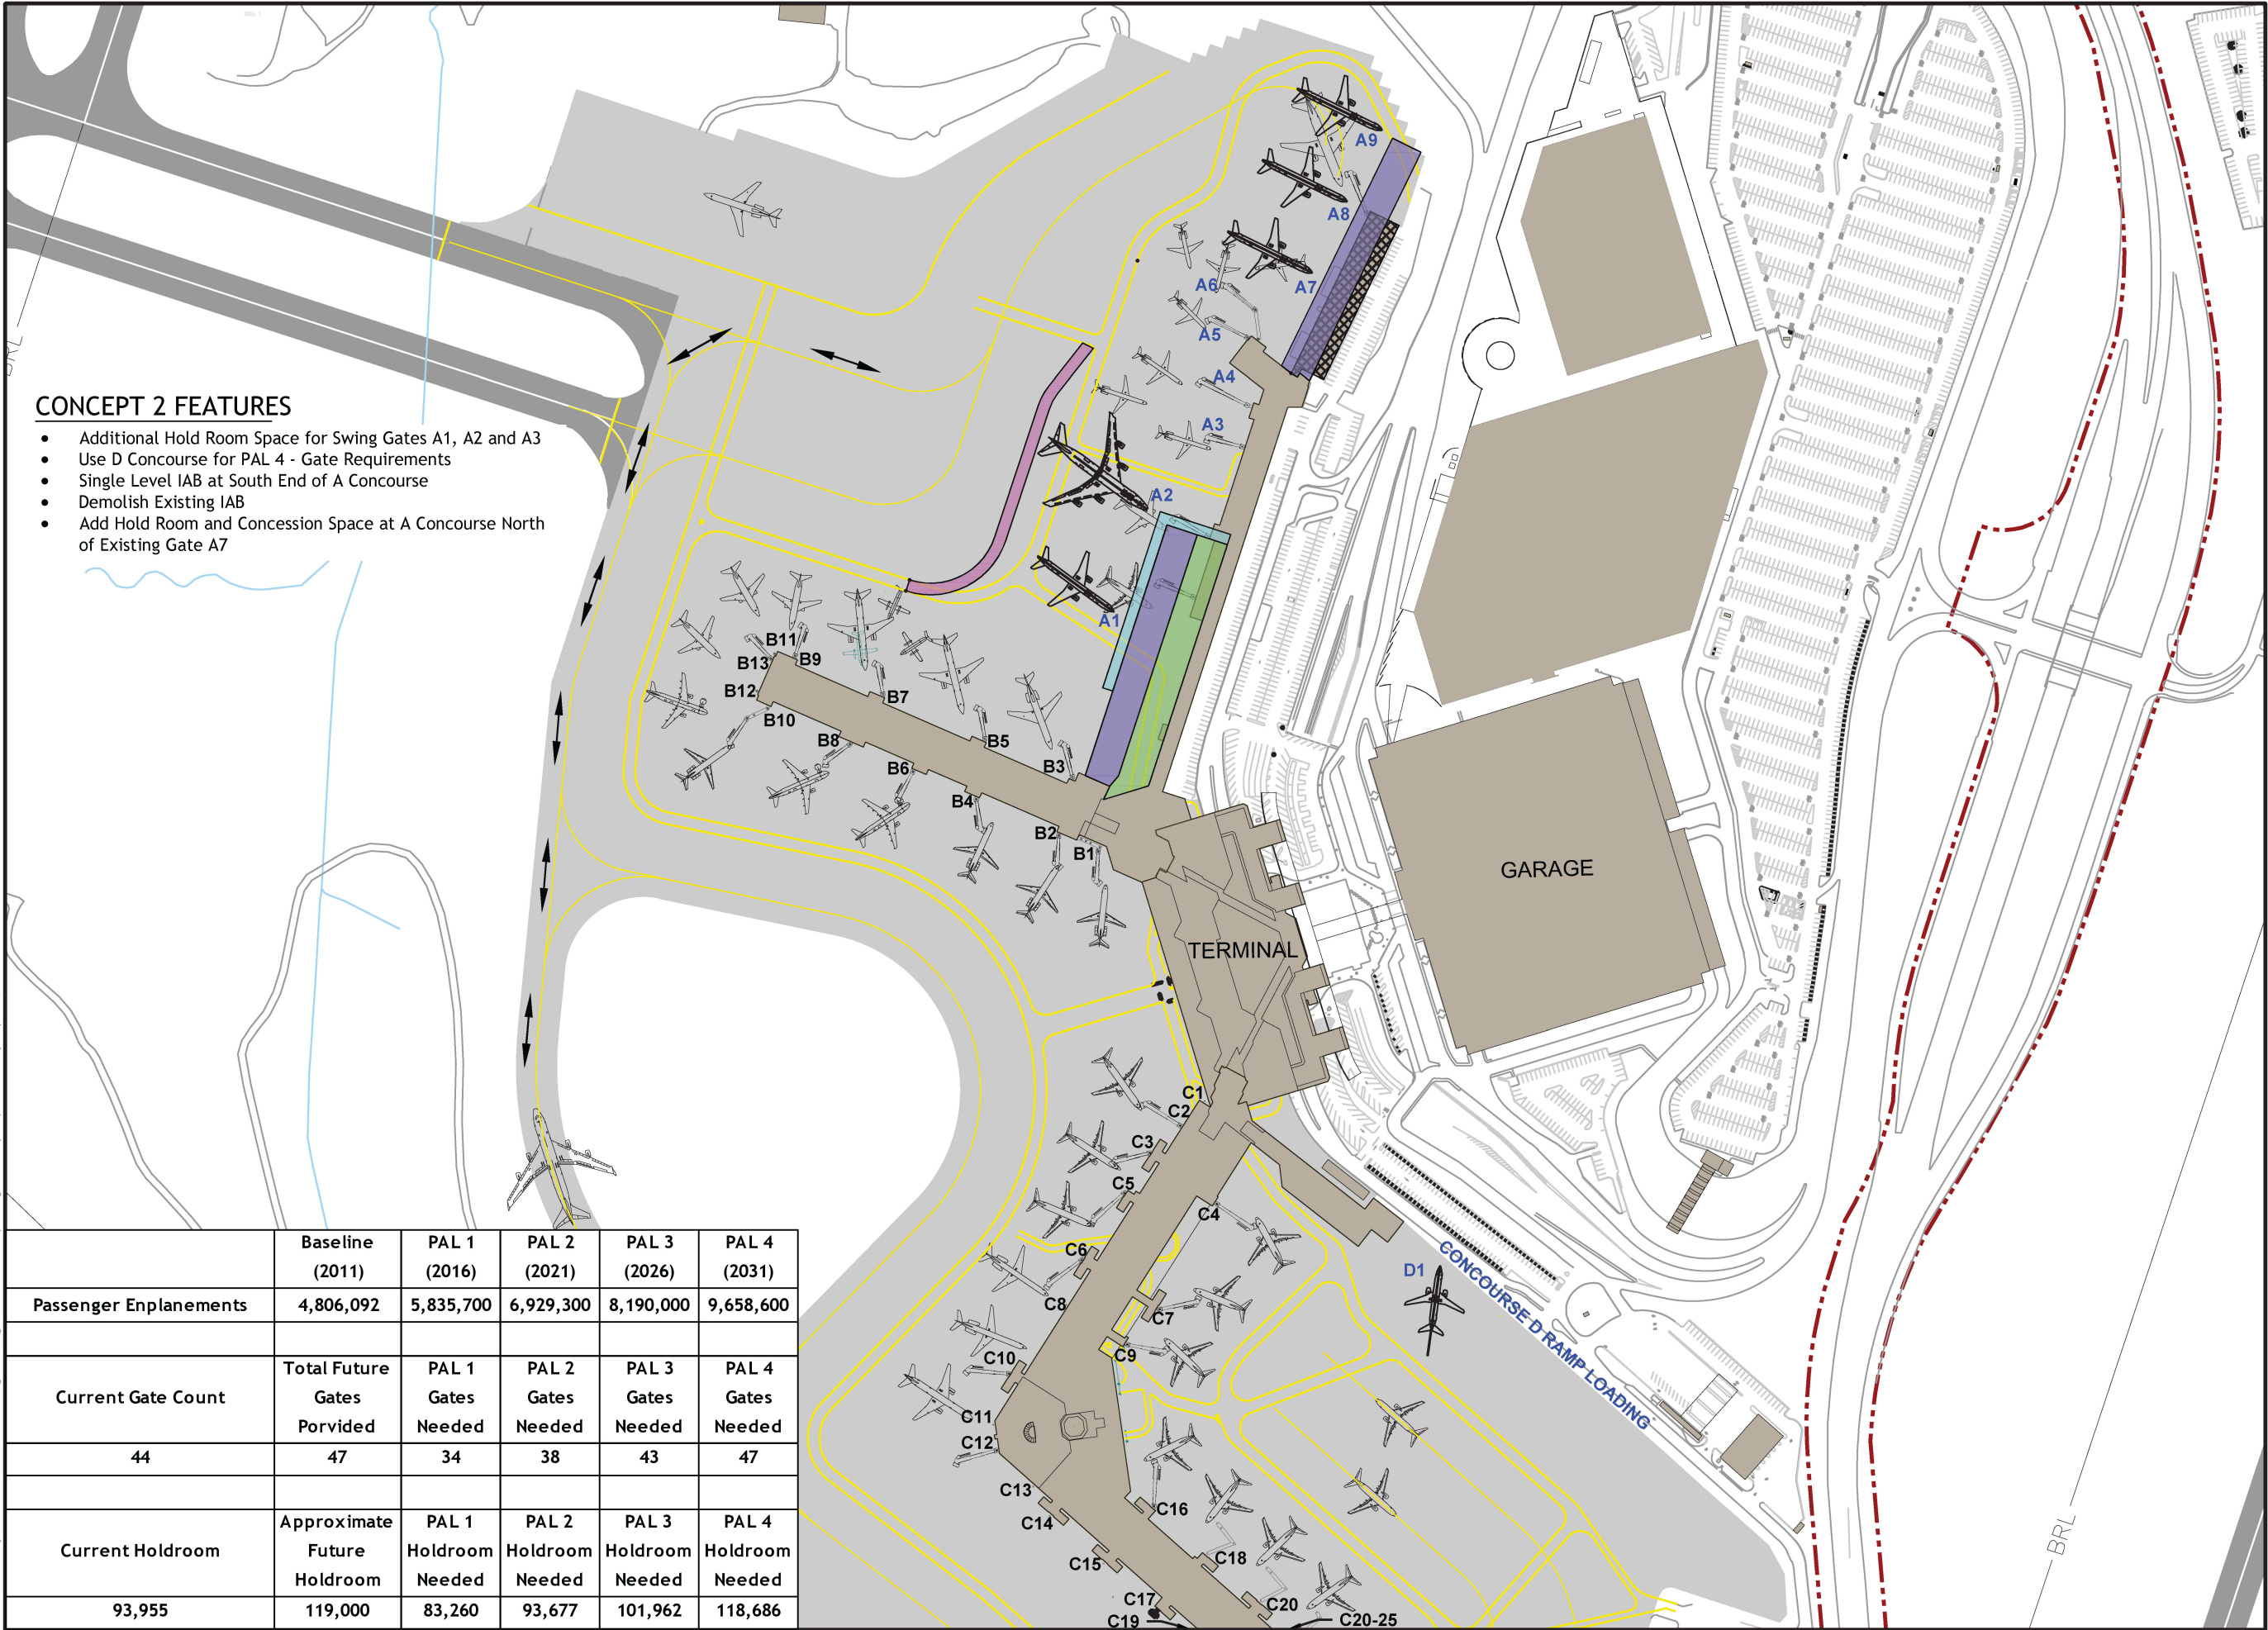 CONCEPT 2 FEATURES
• Additional Hold Room Space for Swing Gates A1, A2 and A3
• Use D Concourse for PAL 4 - Gate Requirements
• Single Level IAB at South End of A Concourse
• Demolish Existing IAB
• Add Hold Room and Concession Space at A Concourse North
of Existing Gate A7
BRL
A9
A8
A7
A6
A5
A4
A3
A2
A1
B11
B13
B9
B12
B7
B10
B8
B5
B6
B3
B4
B2
B1
GARAGE
TERMINAL
C1
C2
C3
C5
C4
C6
C8
C7
C9
C10
C11
C12
C13
C14
C15
C16
C17
C18
C19
C20
C20-25
D1
CONCOURSE D RAMP LOADING
BRL
Baseline (2011) PAL 1 (2016) PAL 2 (2021) PAL 3 (2026) PAL 4 (2031)
Passenger Enplanements 4,806,092 5,835,700 6,929,300 8,190,000 9,658,600
Current Gate Count Total Future Gates Porvided PAL 1 Gates Needed PAL 2 Gates Needed PAL 3 Gates Needed PAL 4 Gates Needed
44 47 34 38 43 47
Current Holdroom Approximate Future Holdroom PAL 1 Holdroom Needed PAL 2 Holdroom Needed PAL 3 Holdroom Needed PAL 4 Holdroom Needed
93,955 119,000 83,260 93,677 101,962 118,686